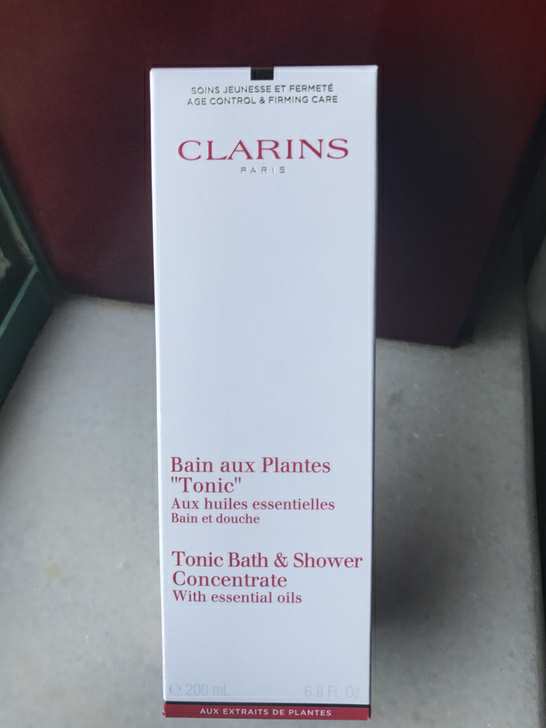 SOINS JEUNESSE ET FERMETÉ
AGE CONTROL & FIRMING CARE
CLARINS
PARIS
Bain aux Plantes
"Tonic"
Aux huiles essentielles
Bain et douche
Tonic Bath & Shower
Concentrate
With essential oils
℮ 200 mL 6.8 Fl. Oz.
AUX EXTRAITS DE PLANTES